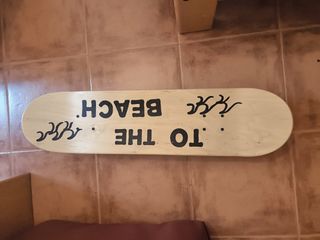 TO THE
BEACH